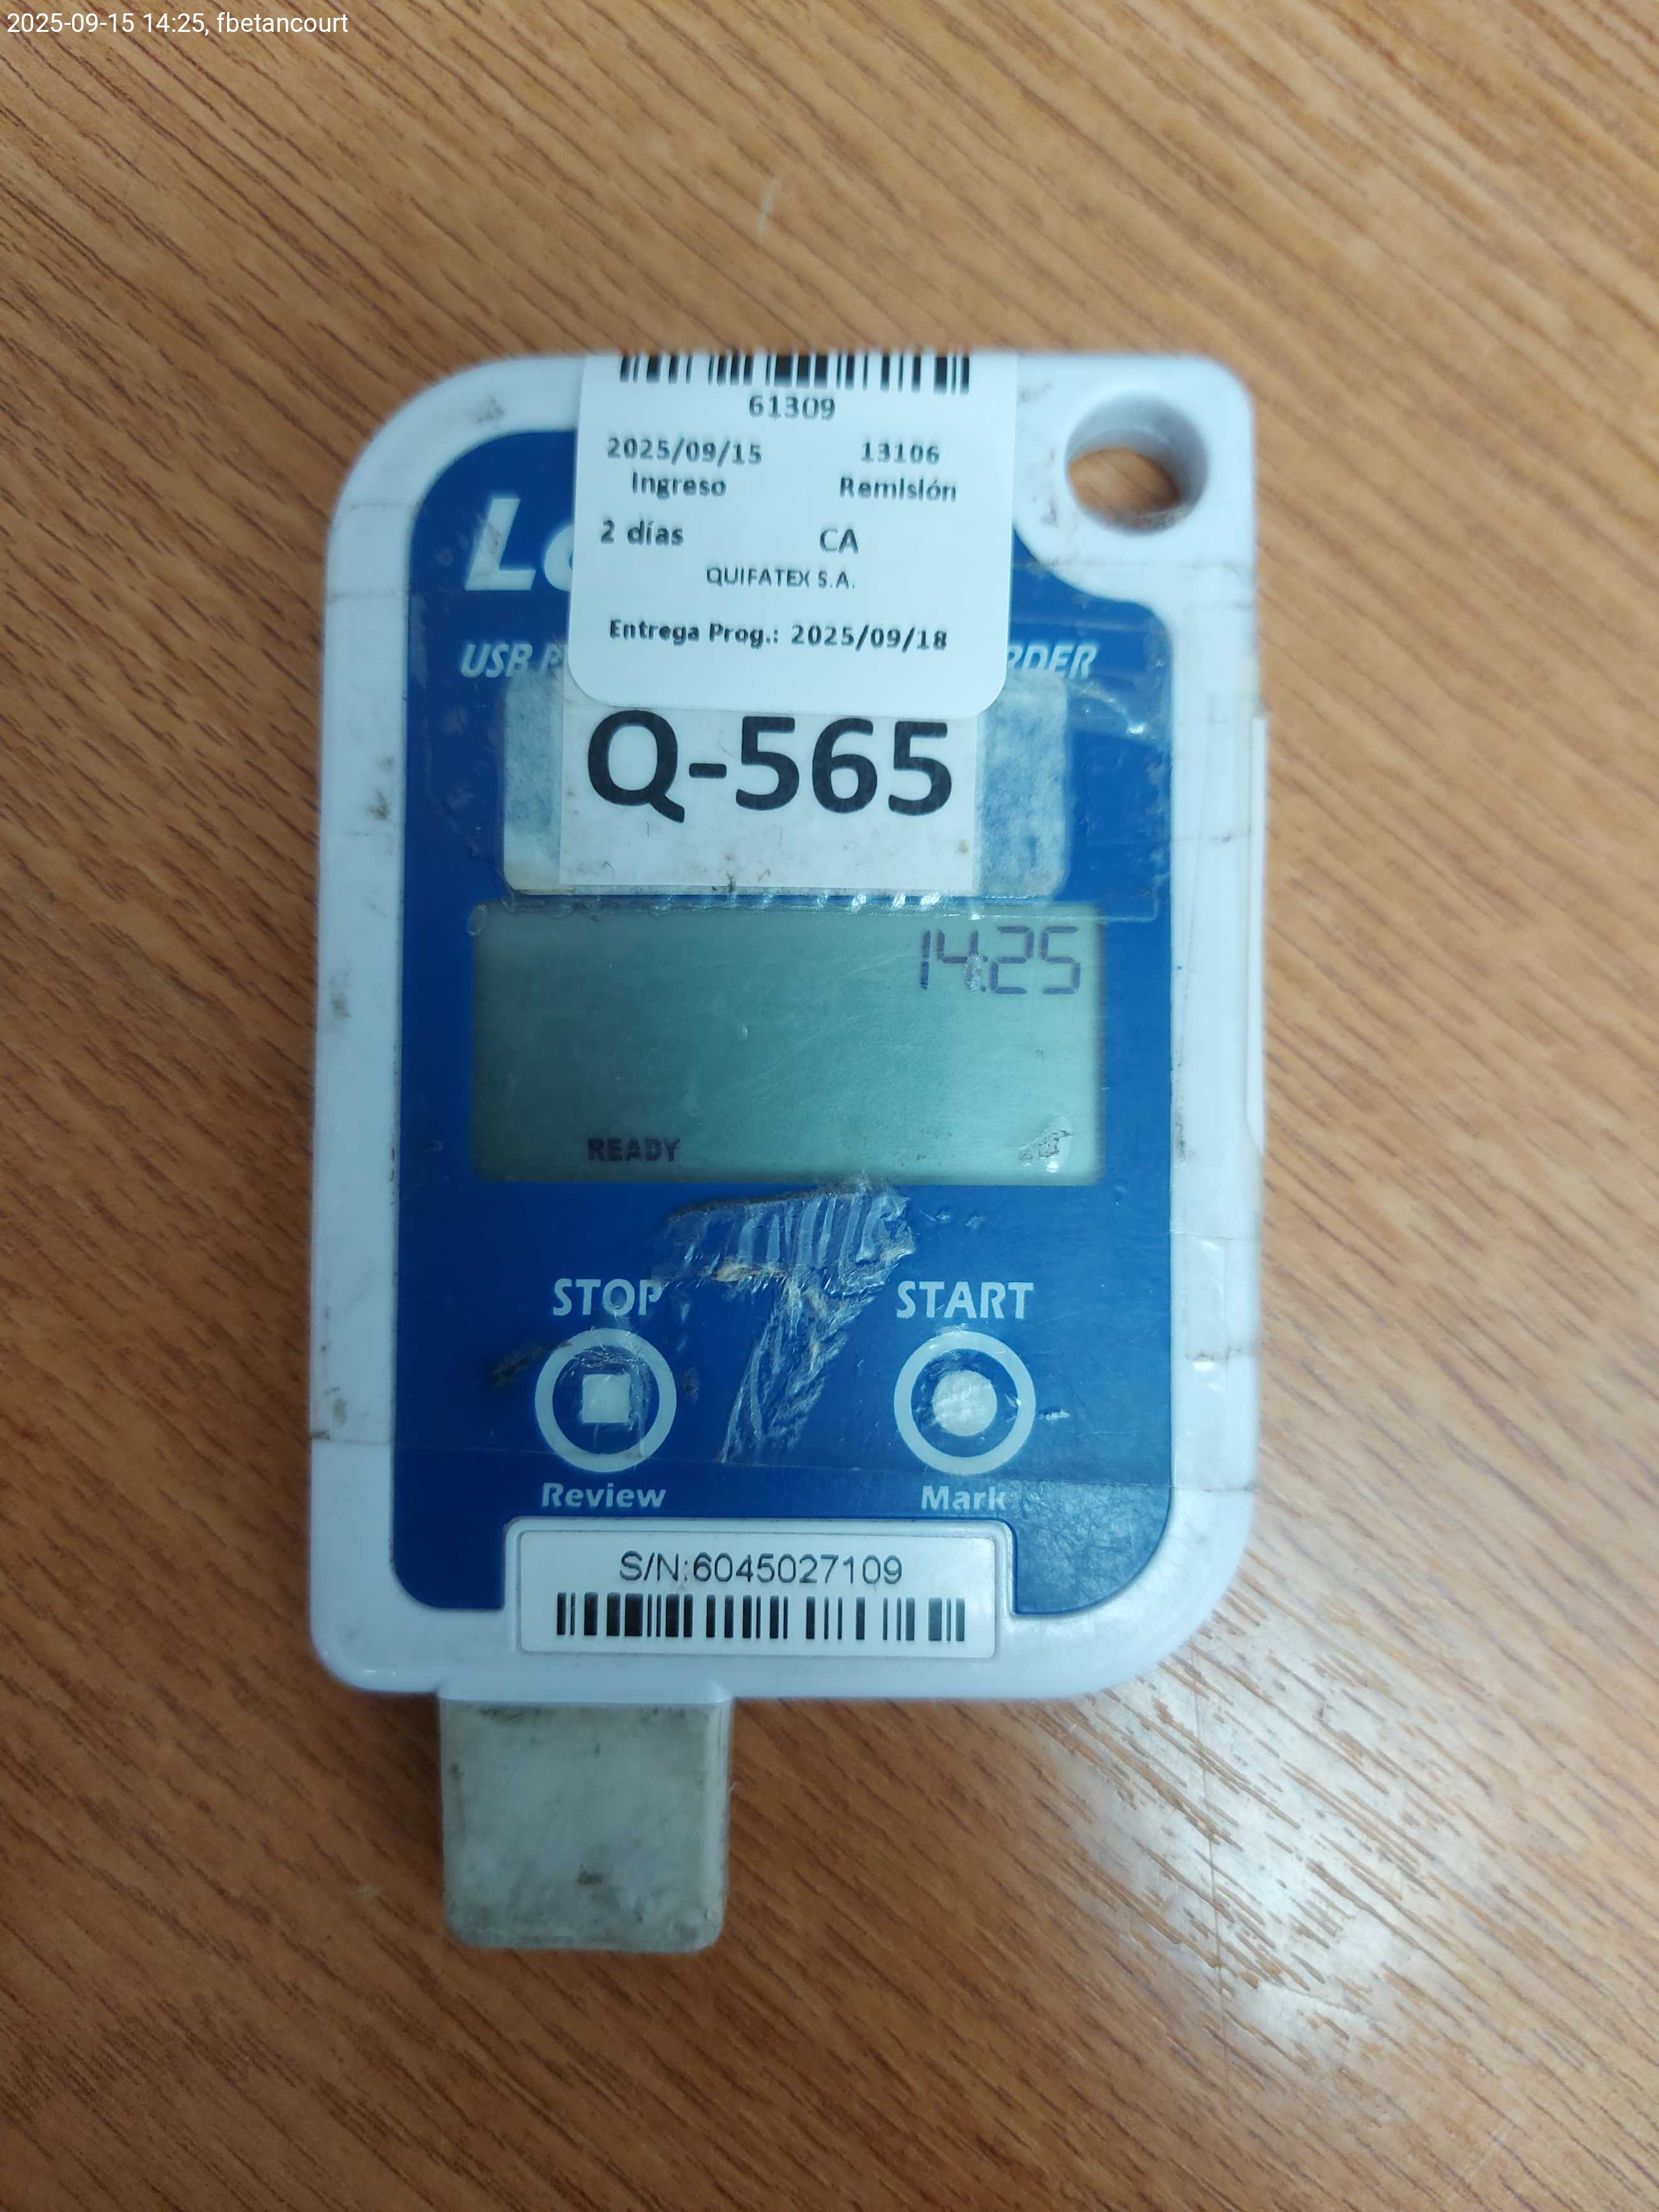 2025-09-15 14:25, fbetancourt
61309
2025/09/15 13106
Ingreso Remisión
2 días CA
QUIFATEX S.A.
Entrega Prog.: 2025/09/18
USB
Q-565
14:25
READY
STOP START
Review Mark
S/N:6045027109